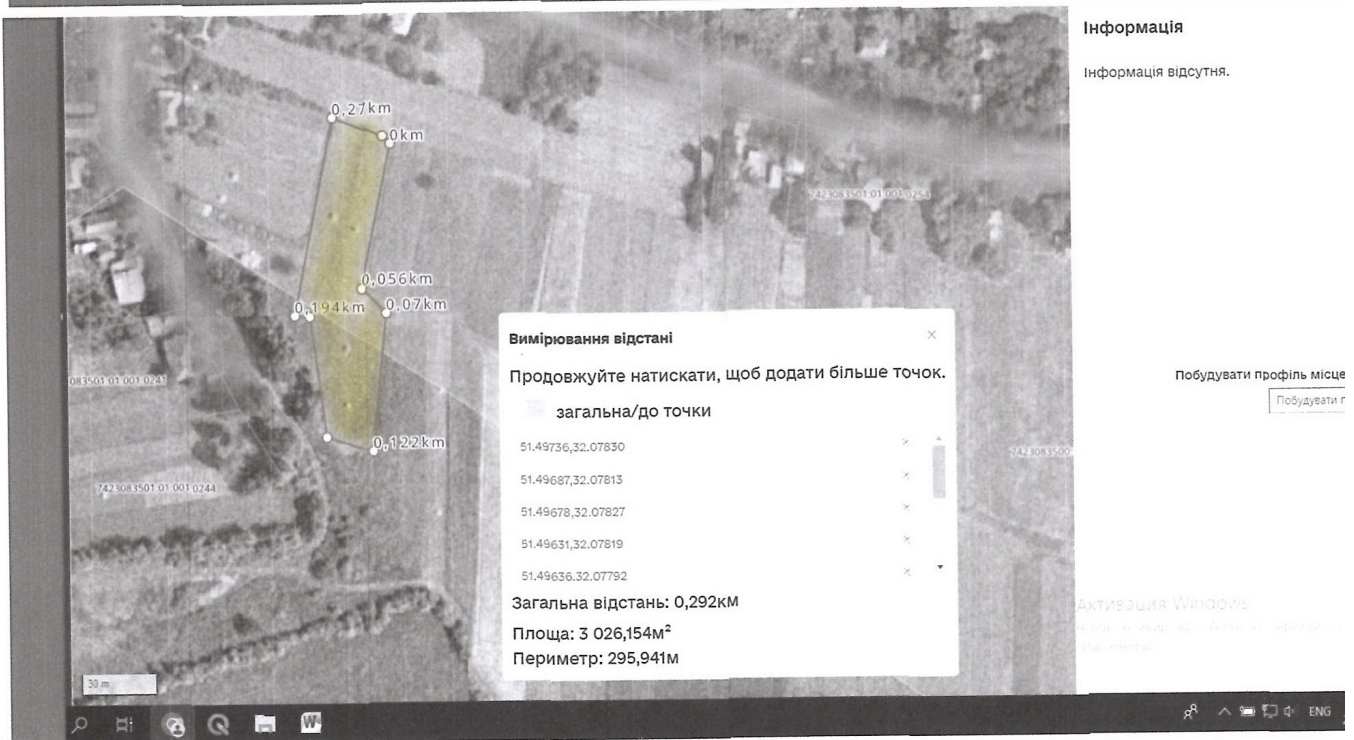 Інформація
Інформація відсутня.
0,27km
0km
7423083501:01:001:0254
0,056km
0,194km
0,07km
083501:01:001:0241
0,122km
7423083501:01:001:0244
742308350
Вимірювання відстані
Продовжуйте натискати, щоб додати більше точок.
загальна/до точки
51.49736,32.07830
51.49687,32.07813
51.49678,32.07827
51.49631,32.07819
51.49636,32.07792
Загальна відстань: 0,292км
Площа: 3 026,154м²
Периметр: 295,941м
Побудувати профіль місце
Побудувати п
Активация Windows
30 m
W
ENG